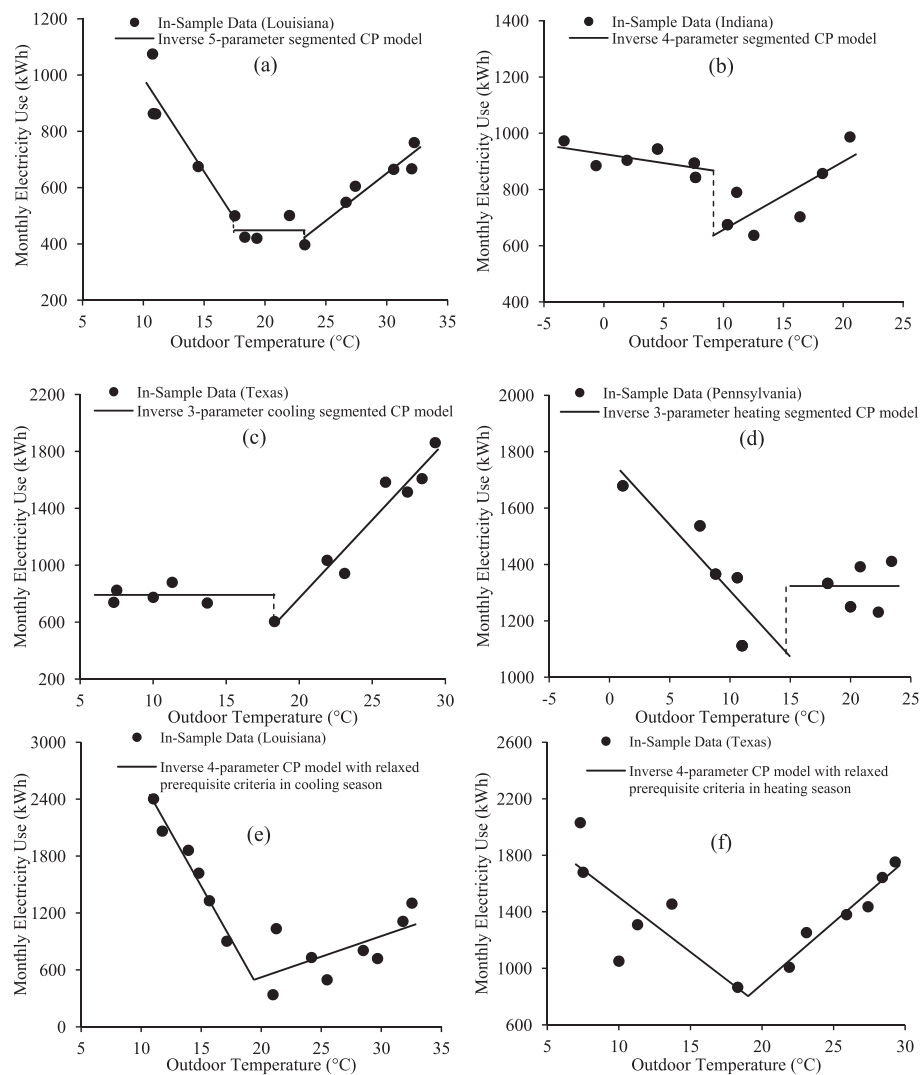 In-Sample Data (Louisiana)
Inverse 5-parameter segmented CP model
(a)
Monthly Electricity Use (kWh)
1200
1000
800
600
400
200
5 10 15 20 25 30 35
Outdoor Temperature (°C)
In-Sample Data (Indiana)
Inverse 4-parameter segmented CP model
(b)
Monthly Electricity Use (kWh)
1400
1200
1000
800
600
400
-5 0 5 10 15 20 25
Outdoor Temperature (°C)
In-Sample Data (Texas)
Inverse 3-parameter cooling segmented CP model
(c)
Monthly Electricity Use (kWh)
2200
1800
1400
1000
600
200
5 10 15 20 25 30
Outdoor Temperature (°C)
In-Sample Data (Pennsylvania)
Inverse 3-parameter heating segmented CP model
(d)
Monthly Electricity Use (kWh)
2000
1800
1600
1400
1200
1000
-5 0 5 10 15 20 25
Outdoor Temperature (°C)
In-Sample Data (Louisiana)
Inverse 4-parameter CP model with relaxed
prerequisite criteria in cooling season
(e)
Monthly Electricity Use (kWh)
3000
2400
1800
1200
600
0
5 10 15 20 25 30 35
Outdoor Temperature (°C)
In-Sample Data (Texas)
Inverse 4-parameter CP model with relaxed
prerequisite criteria in heating season
(f)
Monthly Electricity Use (kWh)
2600
2200
1800
1400
1000
600
5 10 15 20 25 30
Outdoor Temperature (°C)